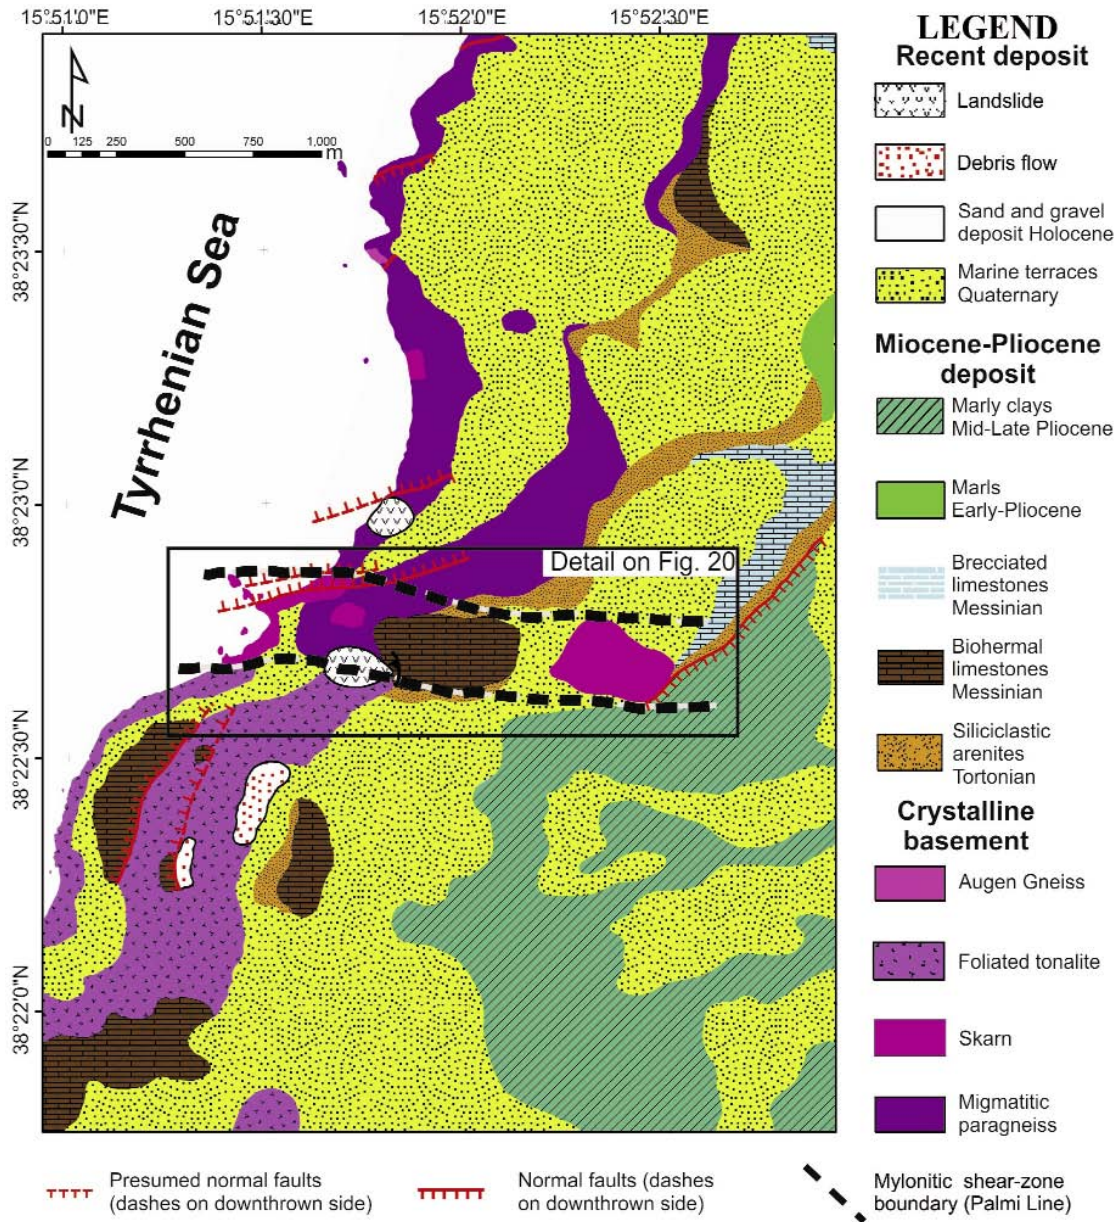 15°51'0"E
15°51'30"E
15°52'0"E
15°52'30"E
N
0 125 250 500 750 1,000
m
38°23'30"N
38°23'0"N
38°22'30"N
38°22'0"N
Tyrrhenian Sea
Detail on Fig. 20
LEGEND
Recent deposit
Landslide
Debris flow
Sand and gravel
deposit Holocene
Marine terraces
Quaternary
Miocene-Pliocene
deposit
Marly clays
Mid-Late Pliocene
Marls
Early-Pliocene
Brecciated
limestones
Messinian
Biohermal
limestones
Messinian
Siliciclastic
arenites
Tortonian
Crystalline
basement
Augen Gneiss
Foliated tonalite
Skarn
Migmatitic
paragneiss
Presumed normal faults
(dashes on downthrown side)
Normal faults (dashes
on downthrown side)
Mylonitic shear-zone
boundary (Palmi Line)